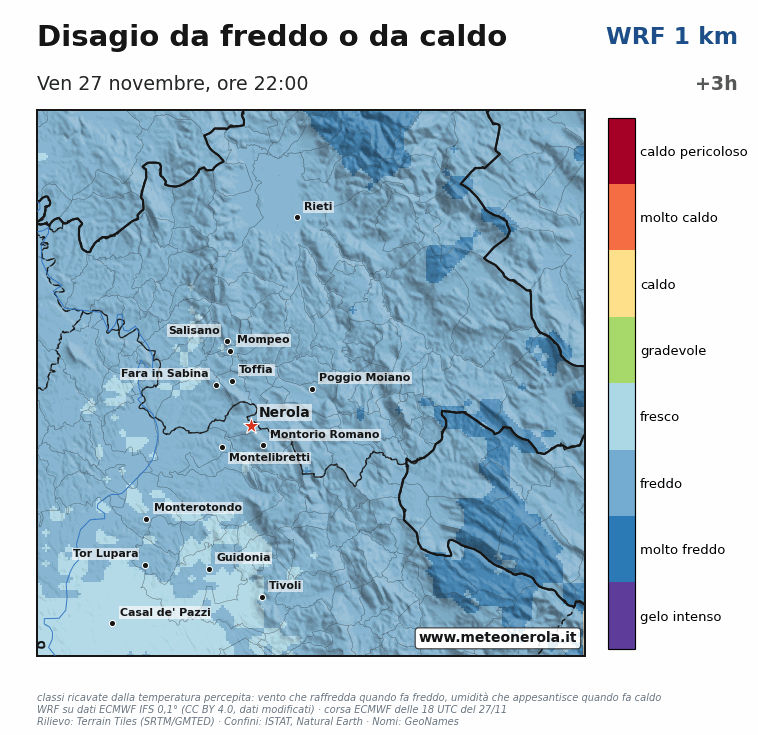 Disagio da freddo o da caldo
WRF 1 km
Ven 27 novembre, ore 22:00
+3h
caldo pericoloso
molto caldo
caldo
gradevole
fresco
freddo
molto freddo
gelo intenso
Rieti
Salisano
Mompeo
Toffia
Fara in Sabina
Poggio Moiano
Nerola
Montorio Romano
Montelibretti
Monterotondo
Tor Lupara
Guidonia
Tivoli
Casal de' Pazzi
www.meteonerola.it
classi ricavate dalla temperatura percepita: vento che raffredda quando fa freddo, umidità che appesantisce quando fa caldo
WRF su dati ECMWF IFS 0,1° (CC BY 4.0, dati modificati) · corsa ECMWF delle 18 UTC del 27/11
Rilievo: Terrain Tiles (SRTM/GMTED) · Confini: ISTAT, Natural Earth · Nomi: GeoNames